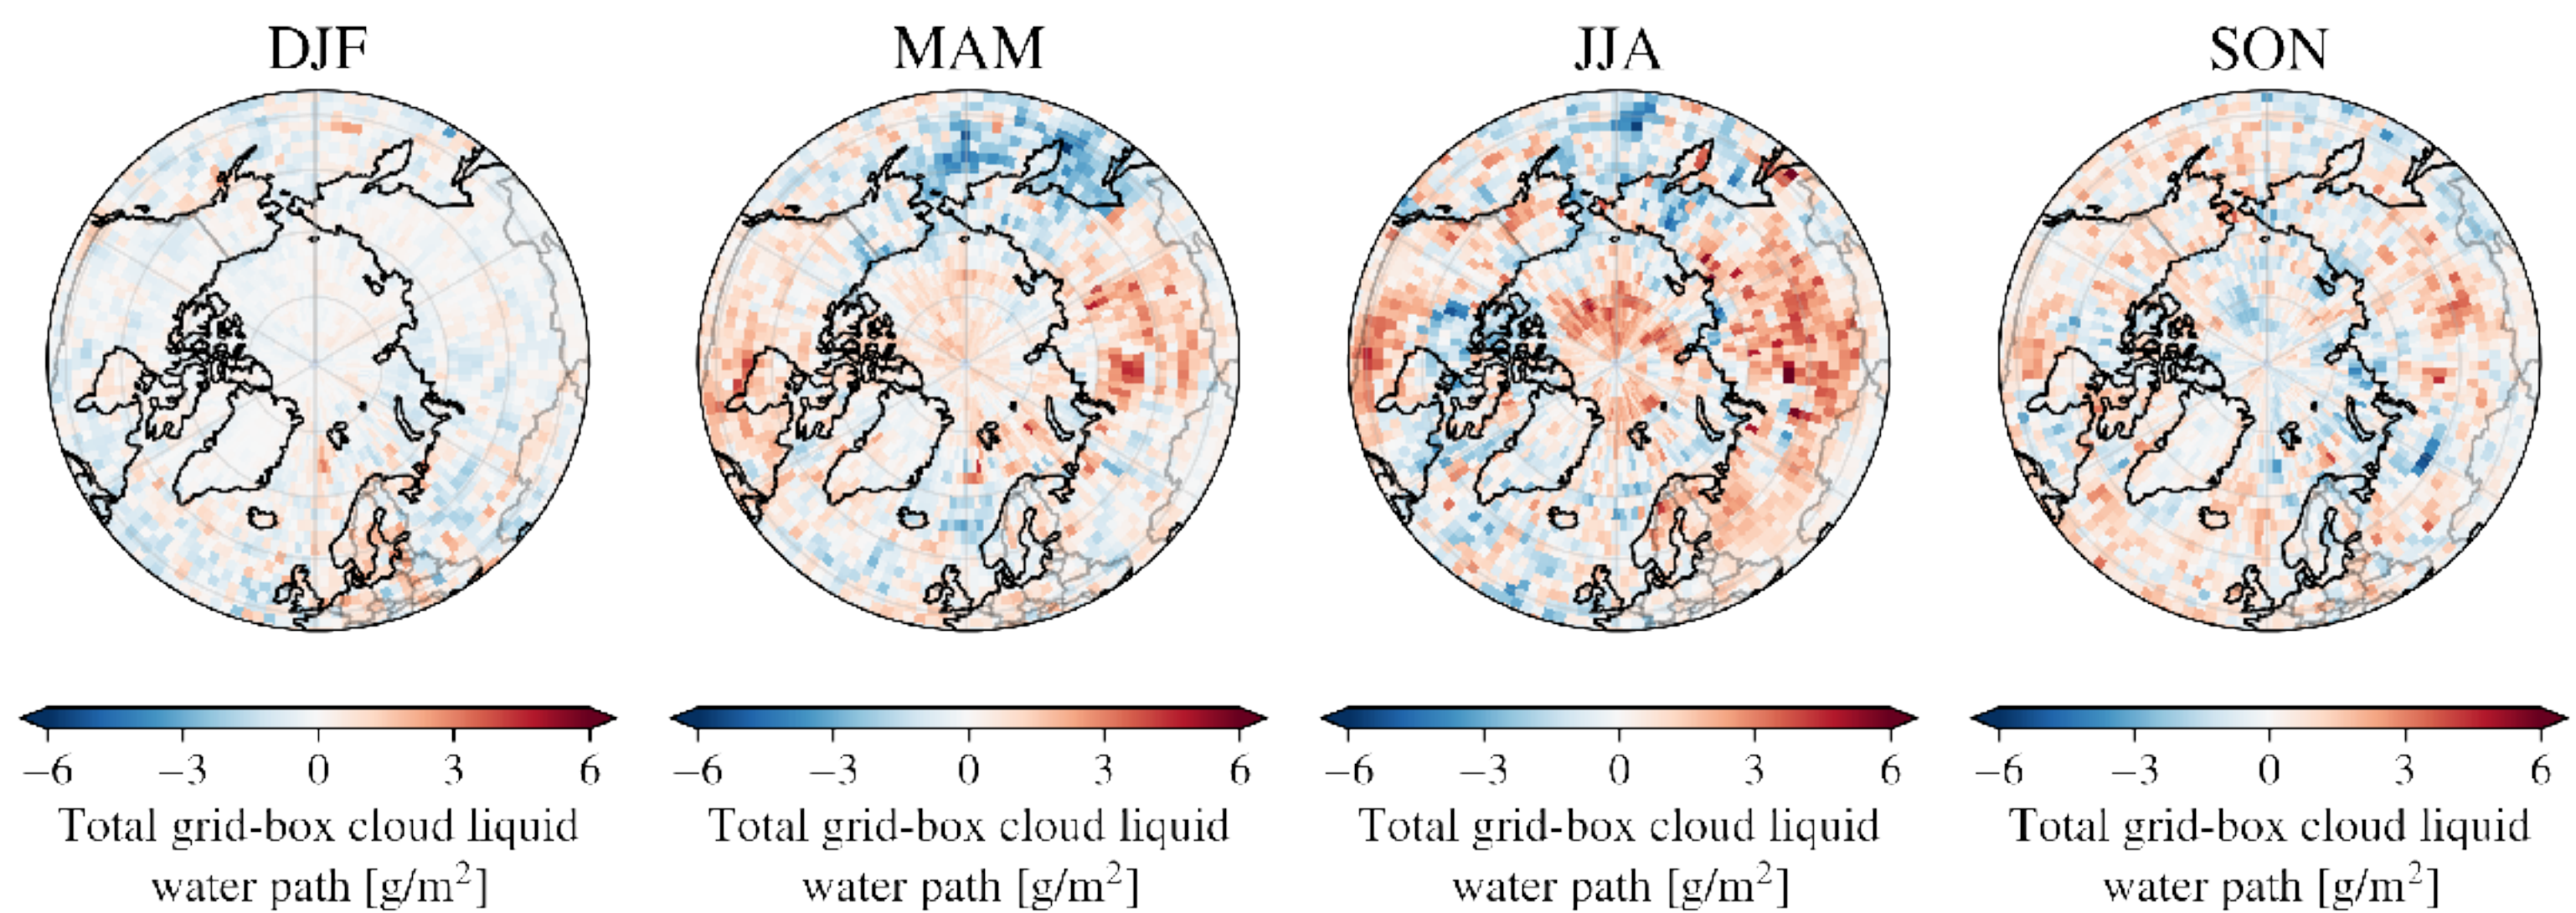 DJF MAM JJA SON
−6 −3 0 3 6 −6 −3 0 3 6 −6 −3 0 3 6 −6 −3 0 3 6
Total grid-box cloud liquid Total grid-box cloud liquid Total grid-box cloud liquid Total grid-box cloud liquid
water path [g/m²] water path [g/m²] water path [g/m²] water path [g/m²]